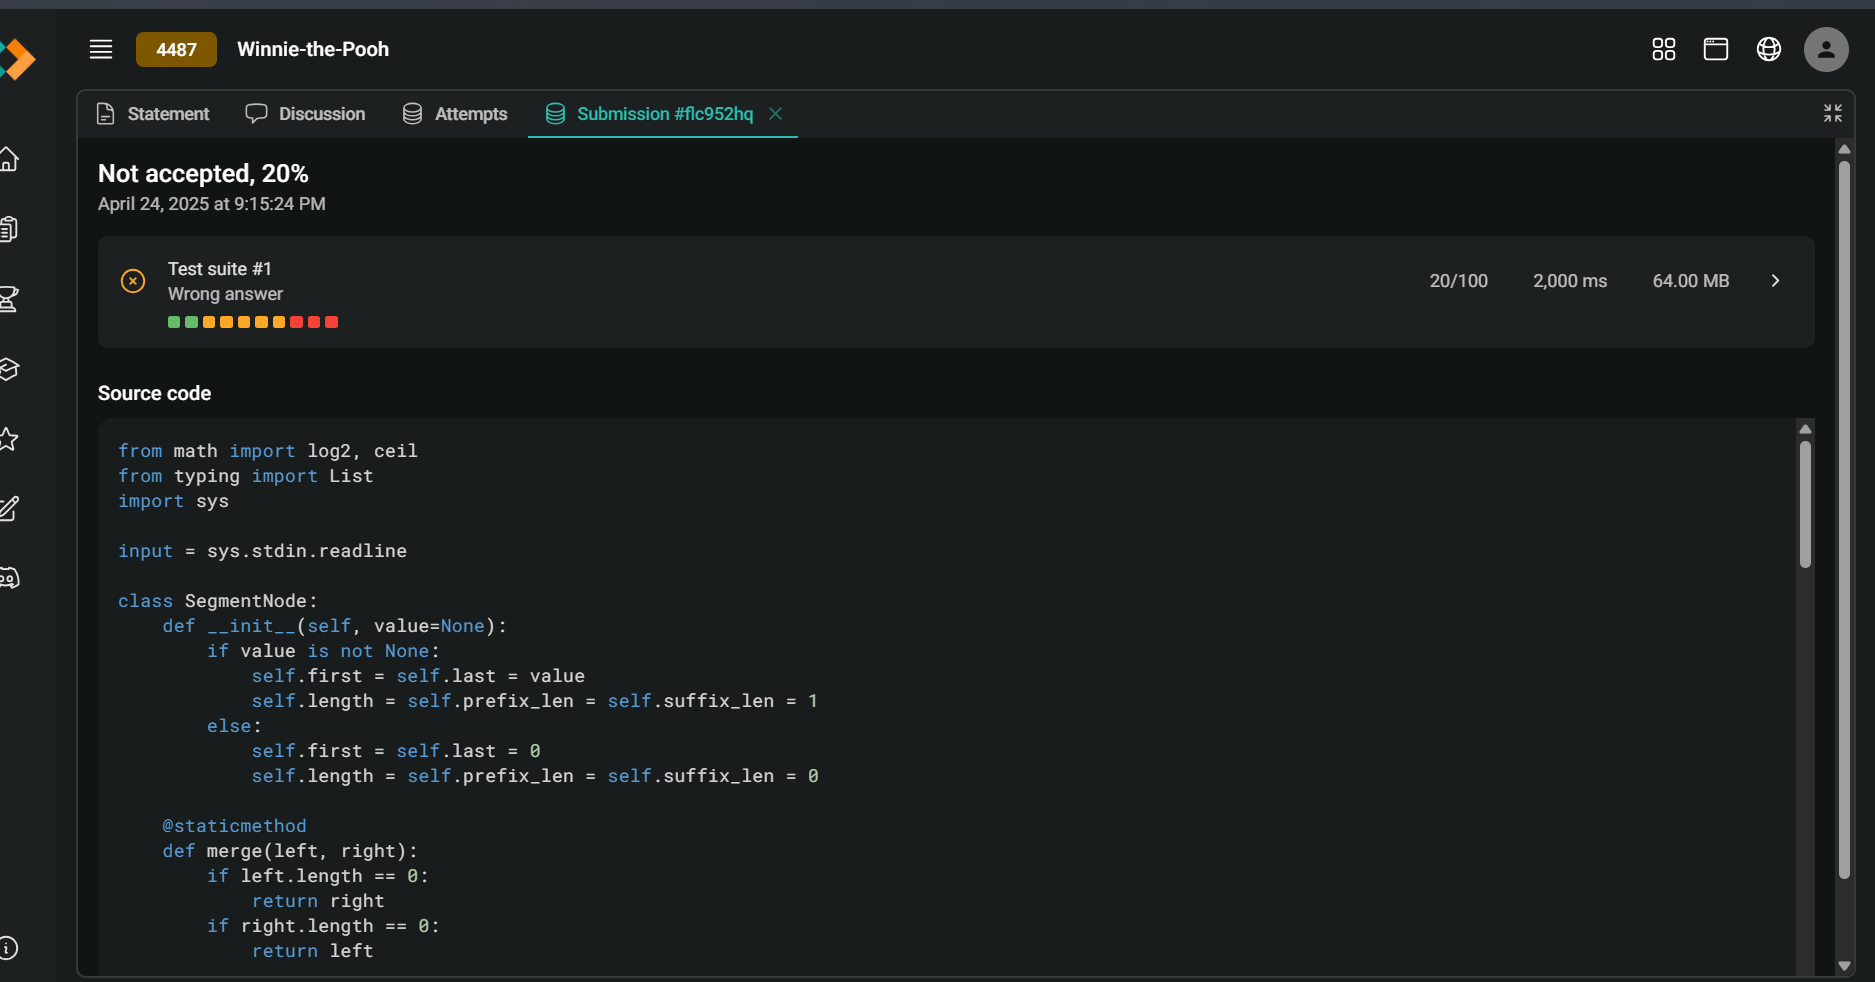 4487 Winnie-the-Pooh
Statement Discussion Attempts Submission #flc952hq
Not accepted, 20%
April 24, 2025 at 9:15:24 PM
Test suite #1
Wrong answer
20/100 2,000 ms 64.00 MB
Source code
from math import log2, ceil
from typing import List
import sys
input = sys.stdin.readline
class SegmentNode:
    def __init__(self, value=None):
        if value is not None:
            self.first = self.last = value
            self.length = self.prefix_len = self.suffix_len = 1
        else:
            self.first = self.last = 0
            self.length = self.prefix_len = self.suffix_len = 0
    @staticmethod
    def merge(left, right):
        if left.length == 0:
            return right
        if right.length == 0:
            return left